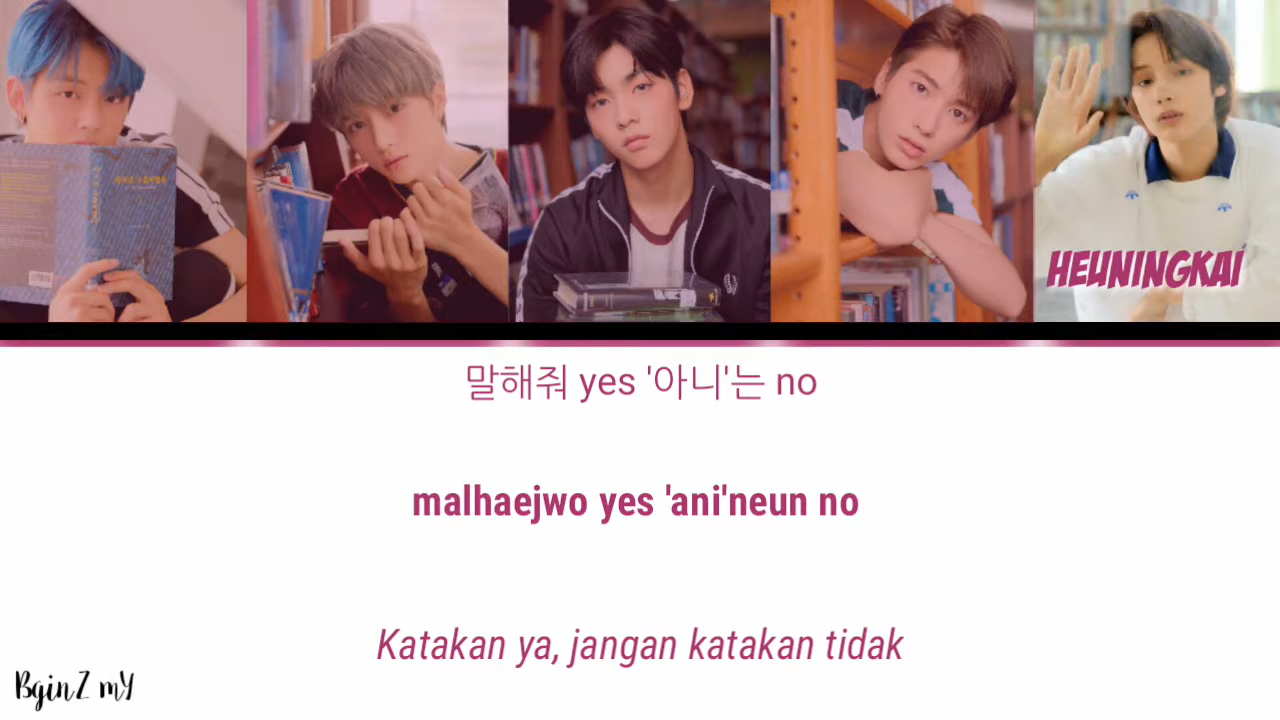 HEUNINGKAI
말해줘 yes '아니'는 no
malhaejwo yes 'ani'neun no
Katakan ya, jangan katakan tidak
BginZ mY